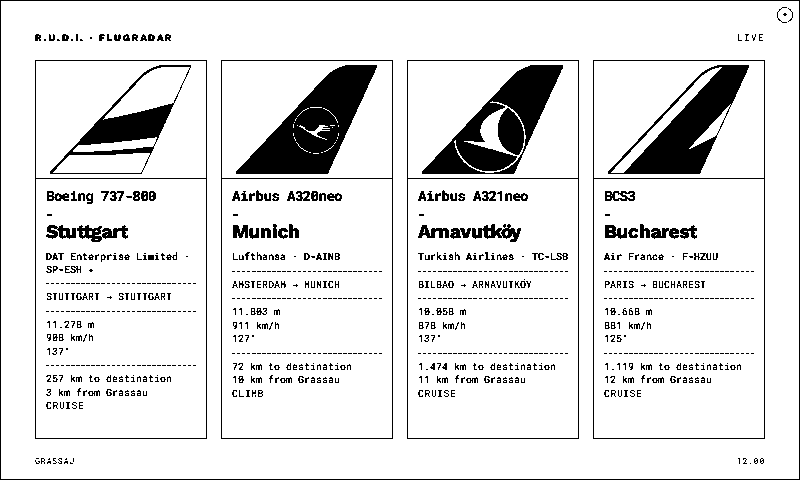 R.U.D.I. · FLUGRADAR
LIVE
Boeing 737-800
-
Stuttgart
DAT Enterprise Limited ·
SP-ESH ✦
STUTTGART → STUTTGART
11.278 m
908 km/h
137°
257 km to destination
3 km from Grassau
CRUISE
Airbus A320neo
-
Munich
Lufthansa · D-AINB
AMSTERDAM → MUNICH
11.803 m
911 km/h
127°
72 km to destination
10 km from Grassau
CLIMB
Airbus A321neo
-
Arnavutköy
Turkish Airlines · TC-LSB
BILBAO → ARNAVUTKÖY
10.058 m
878 km/h
137°
1.474 km to destination
11 km from Grassau
CRUISE
BCS3
-
Bucharest
Air France · F-HZUU
PARIS → BUCHAREST
10.668 m
881 km/h
125°
1.119 km to destination
12 km from Grassau
CRUISE
GRASSAU
12.00